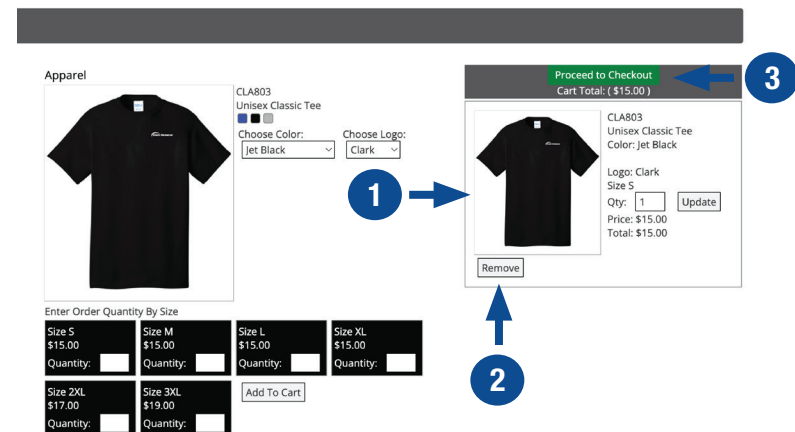 Apparel
CLA803
Unisex Classic Tee
Choose Color:
Choose Logo:
Jet Black
Clark
Enter Order Quantity By Size
Size S
$15.00
Quantity:
Size M
$15.00
Quantity:
Size L
$15.00
Quantity:
Size XL
$15.00
Quantity:
Size 2XL
$17.00
Quantity:
Size 3XL
$19.00
Quantity:
Add To Cart
Proceed to Checkout
Cart Total: ( $15.00 )
3
CLA803
Unisex Classic Tee
Color: Jet Black
Logo: Clark
Size S
Qty: 1 Update
Price: $15.00
Total: $15.00
Remove
1
2